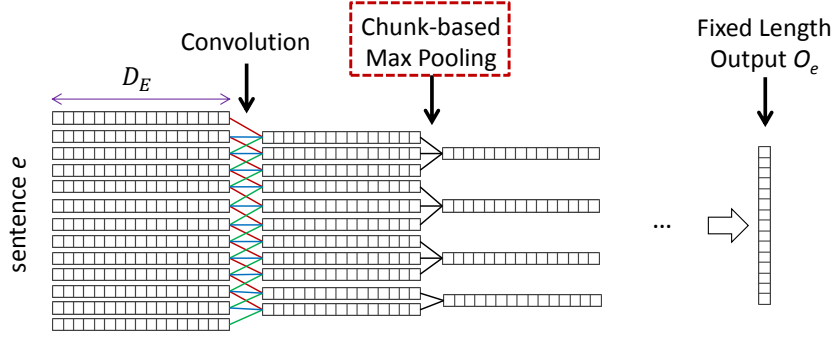 Convolution
Chunk-based
Max Pooling
Fixed Length
Output O_e
D_E
sentence e
...